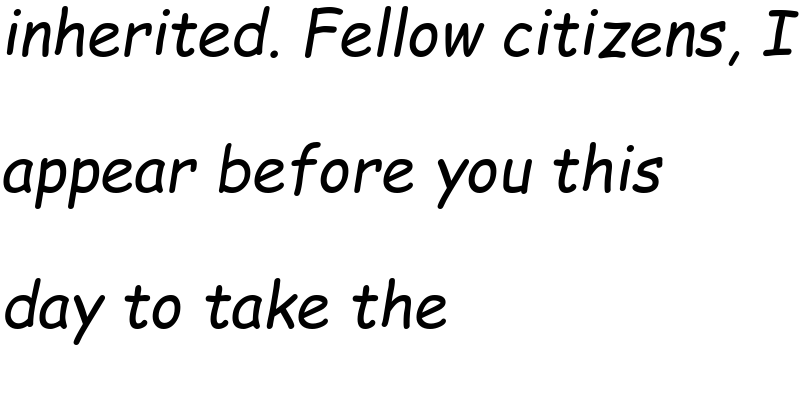 inherited. Fellow citizens, I
appear before you this
day to take the